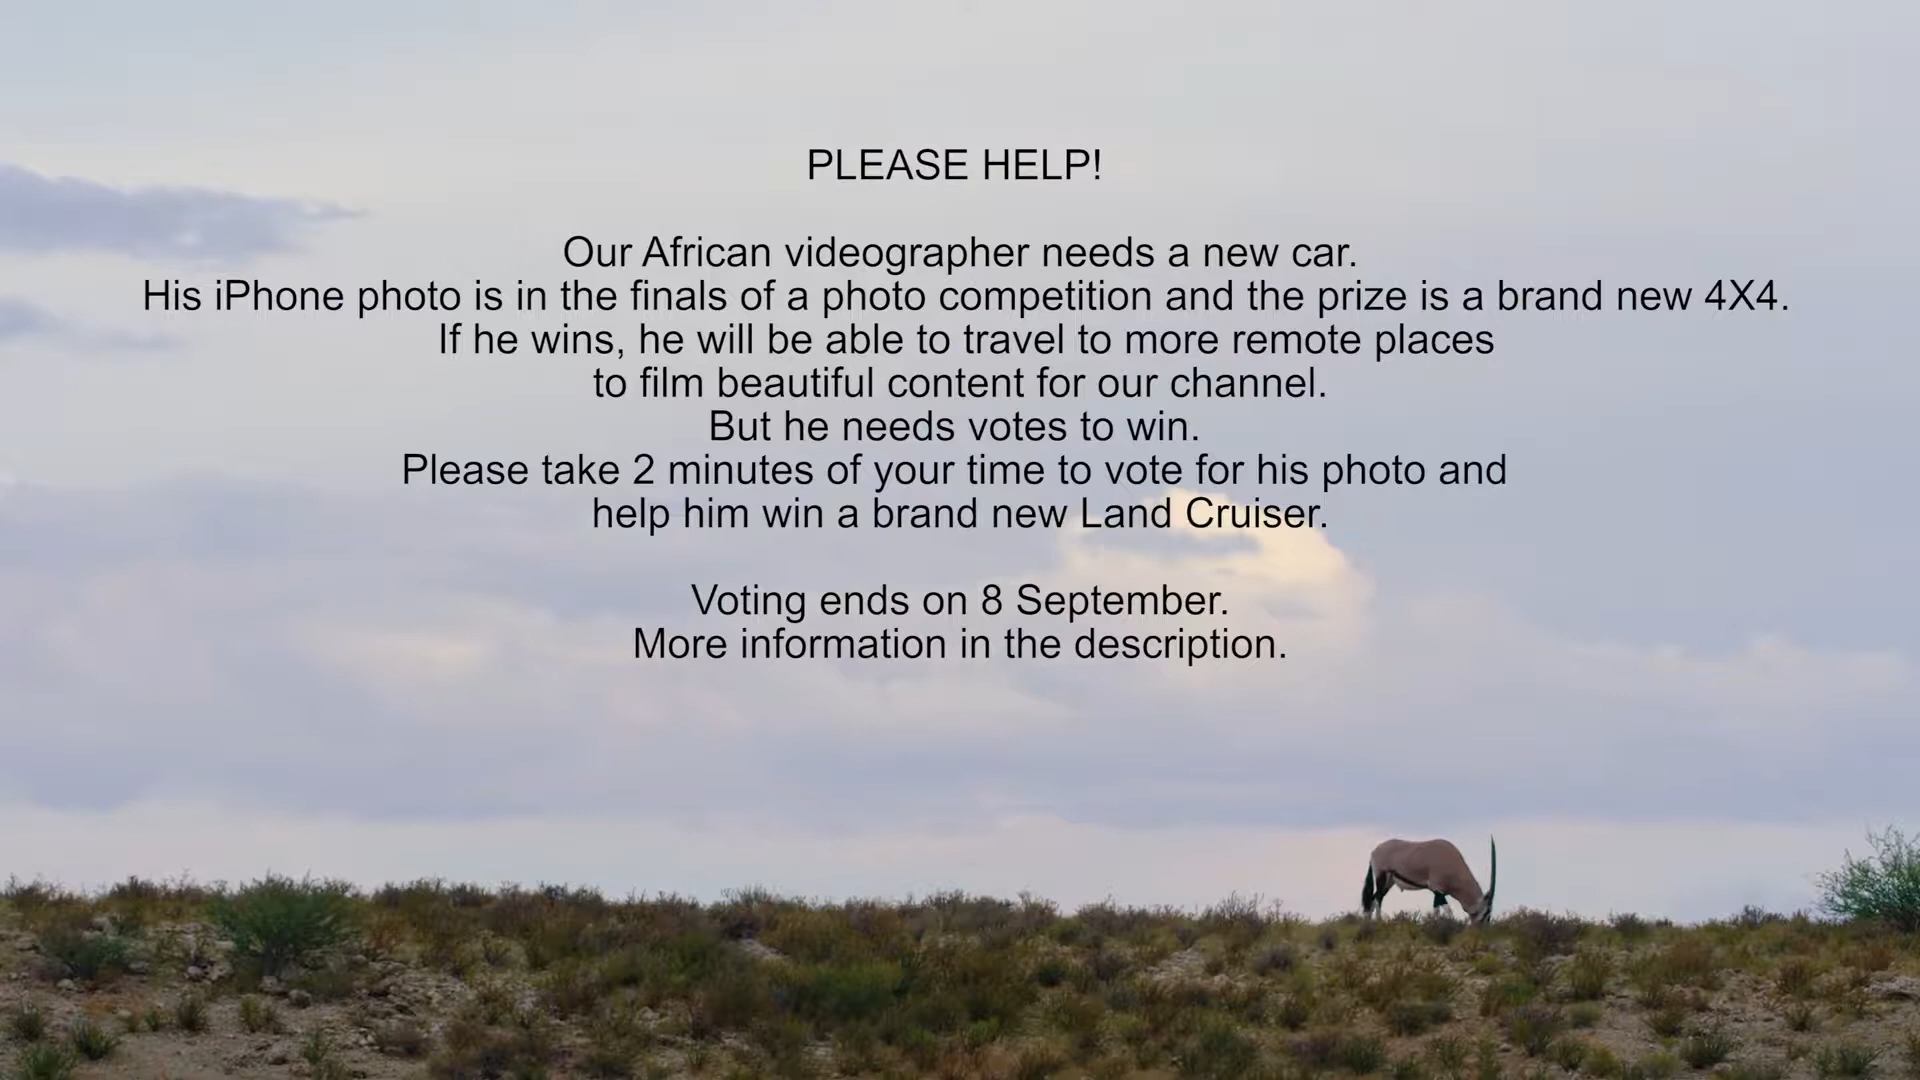 PLEASE HELP!
Our African videographer needs a new car.
His iPhone photo is in the finals of a photo competition and the prize is a brand new 4X4.
If he wins, he will be able to travel to more remote places
to film beautiful content for our channel.
But he needs votes to win.
Please take 2 minutes of your time to vote for his photo and
help him win a brand new Land Cruiser.
Voting ends on 8 September.
More information in the description.